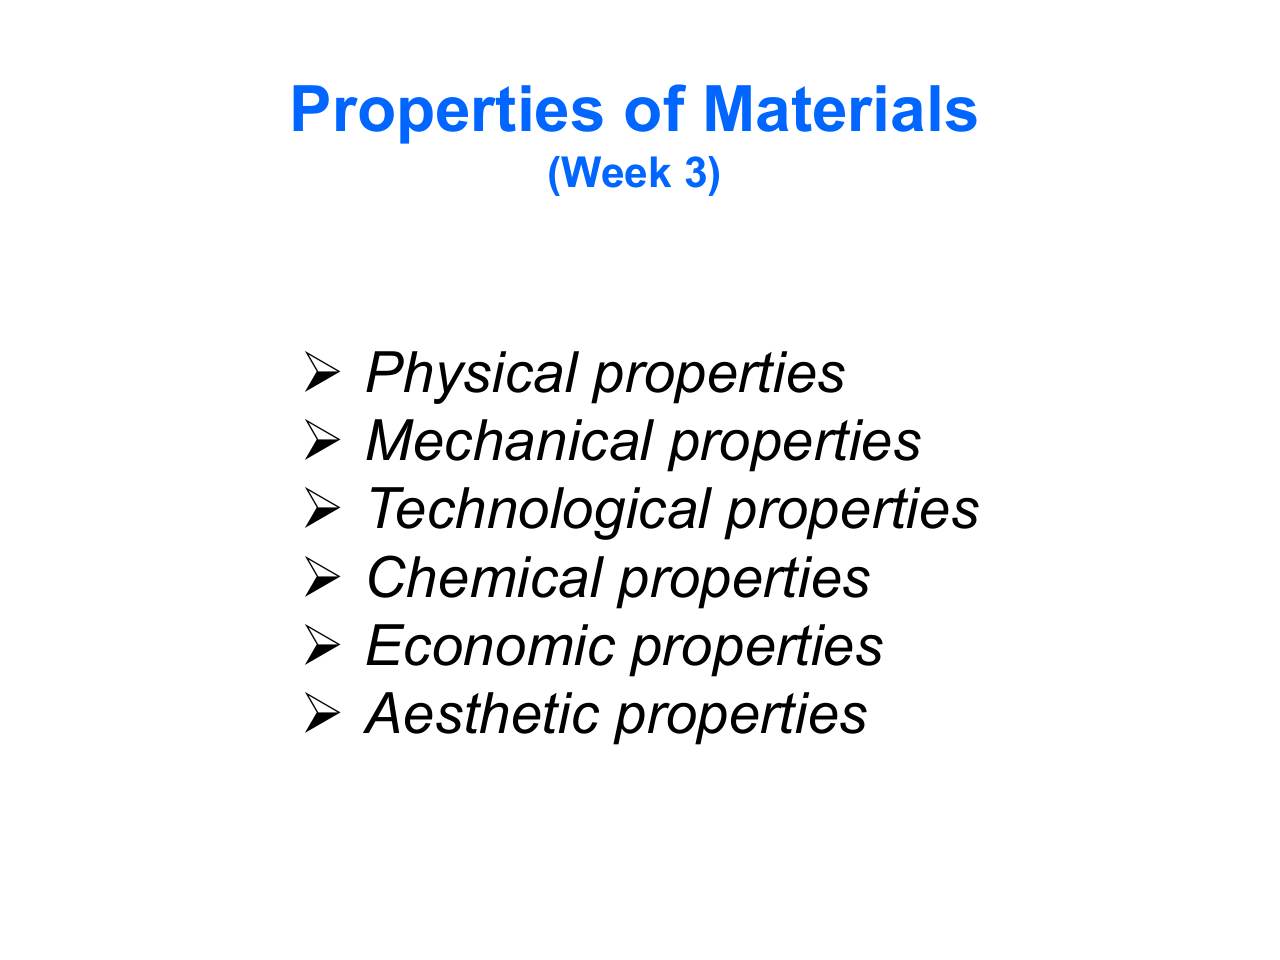 Properties of Materials
(Week 3)
➢ Physical properties
➢ Mechanical properties
➢ Technological properties
➢ Chemical properties
➢ Economic properties
➢ Aesthetic properties